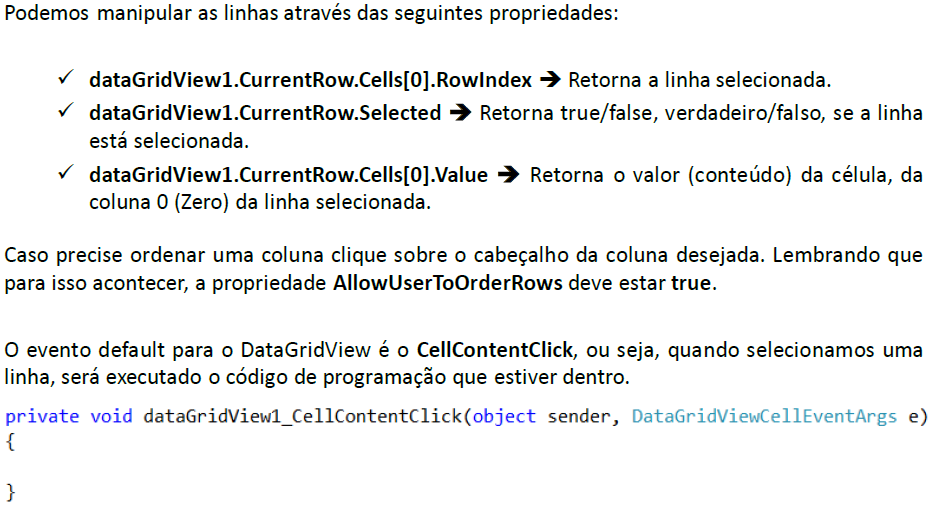 Podemos manipular as linhas através das seguintes propriedades:
✓ dataGridView1.CurrentRow.Cells[0].RowIndex ➔ Retorna a linha selecionada.
✓ dataGridView1.CurrentRow.Selected ➔ Retorna true/false, verdadeiro/falso, se a linha
está selecionada.
✓ dataGridView1.CurrentRow.Cells[0].Value ➔ Retorna o valor (conteúdo) da célula, da
coluna 0 (Zero) da linha selecionada.
Caso precise ordenar uma coluna clique sobre o cabeçalho da coluna desejada. Lembrando que
para isso acontecer, a propriedade AllowUserToOrderRows deve estar true.
O evento default para o DataGridView é o CellContentClick, ou seja, quando selecionamos uma
linha, será executado o código de programação que estiver dentro.
private void dataGridView1_CellContentClick(object sender, DataGridViewCellEventArgs e)
{
}